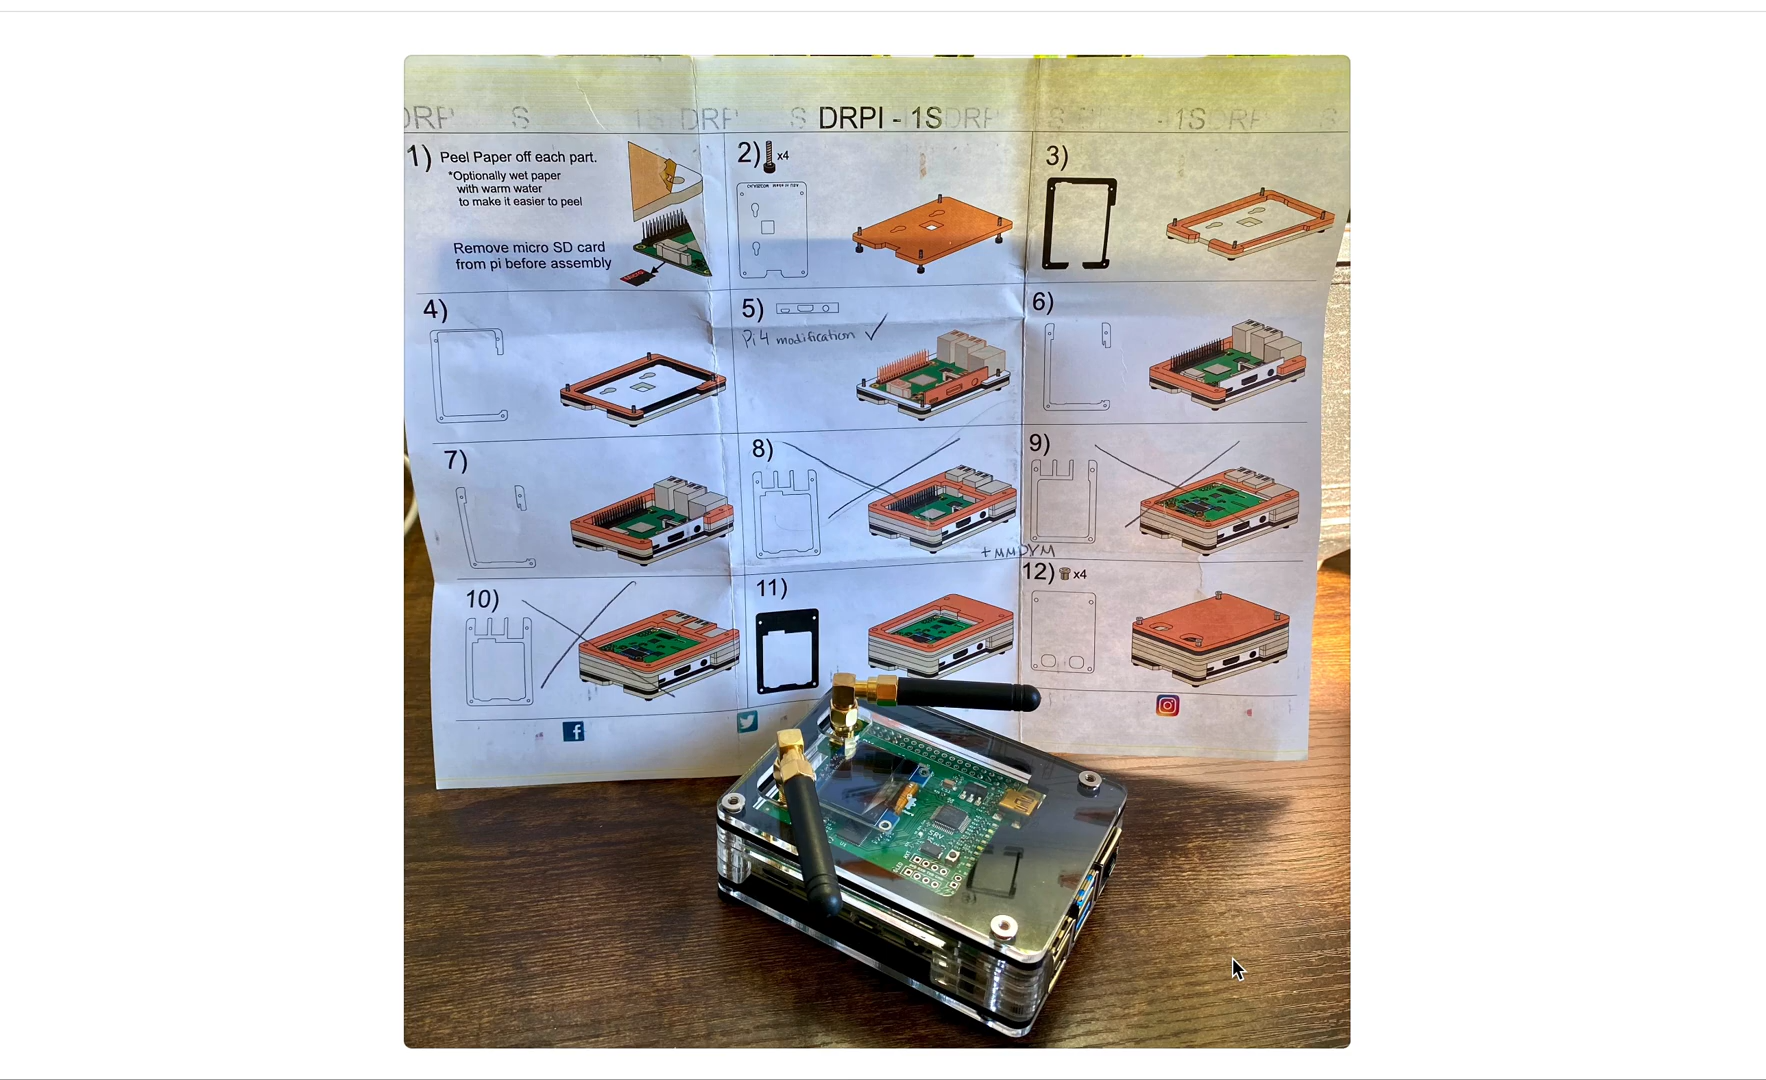 DRPI - 1S
1) Peel Paper off each part.
*Optionally wet paper
with warm water
to make it easier to peel
Remove micro SD card
from pi before assembly
2) x4
3)
4)
5)
Pi 4 modification ✓
6)
7)
8)
9)
+MMDVM
10)
11)
12) x4